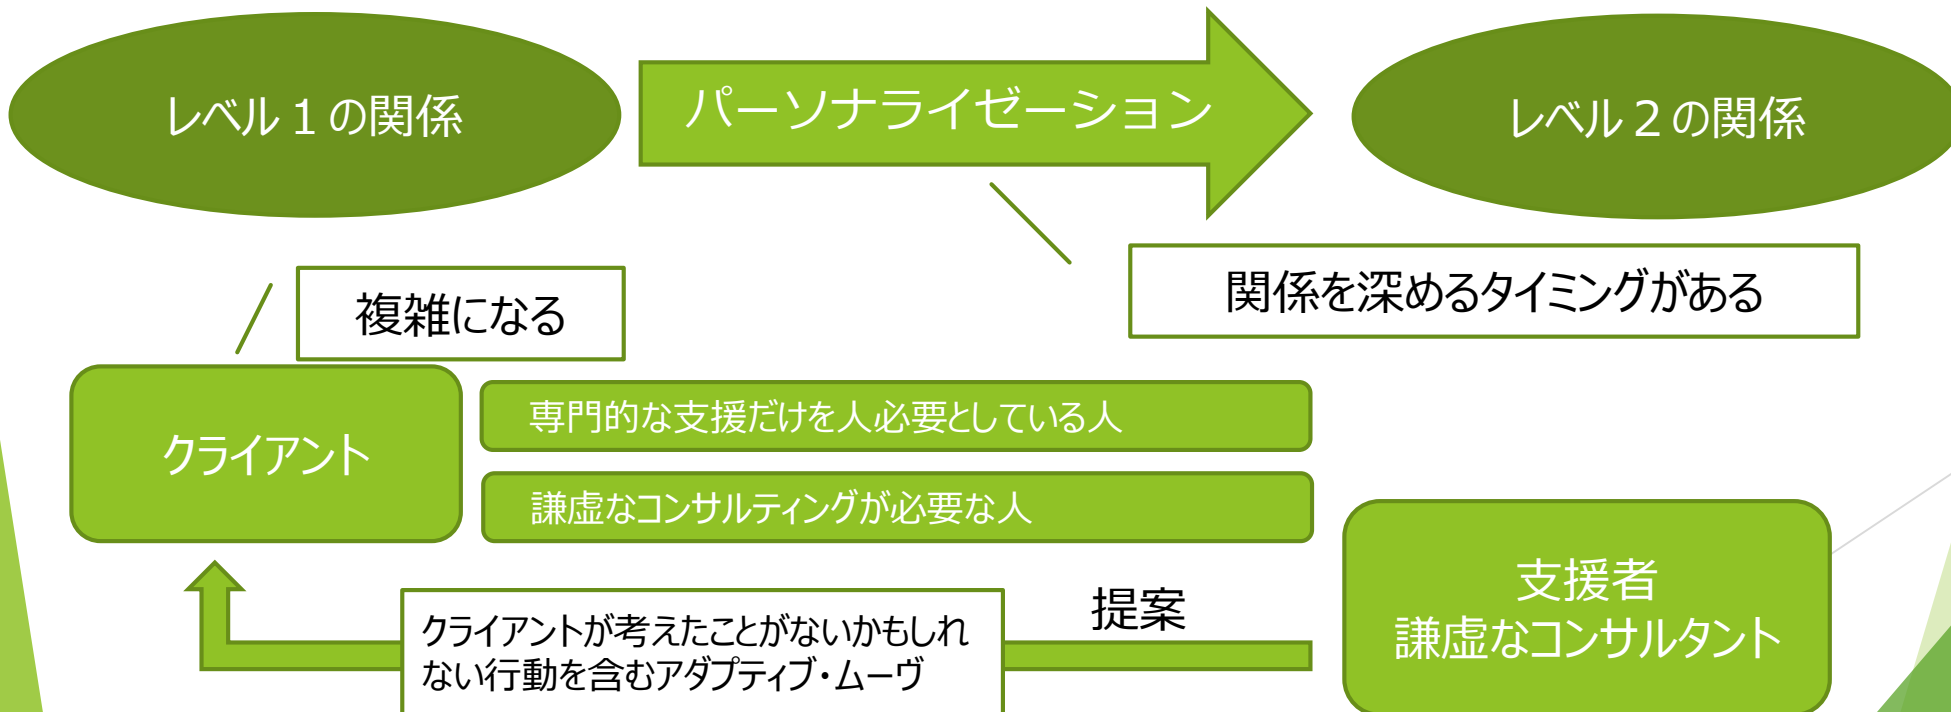 レベル１の関係
パーソナライゼーション
レベル２の関係
複雑になる
関係を深めるタイミングがある
クライアント
専門的な支援だけを人必要としている人
謙虚なコンサルティングが必要な人
支援者
謙虚なコンサルタント
提案
クライアントが考えたことがないかもしれ
ない行動を含むアダプティブ・ムーヴ